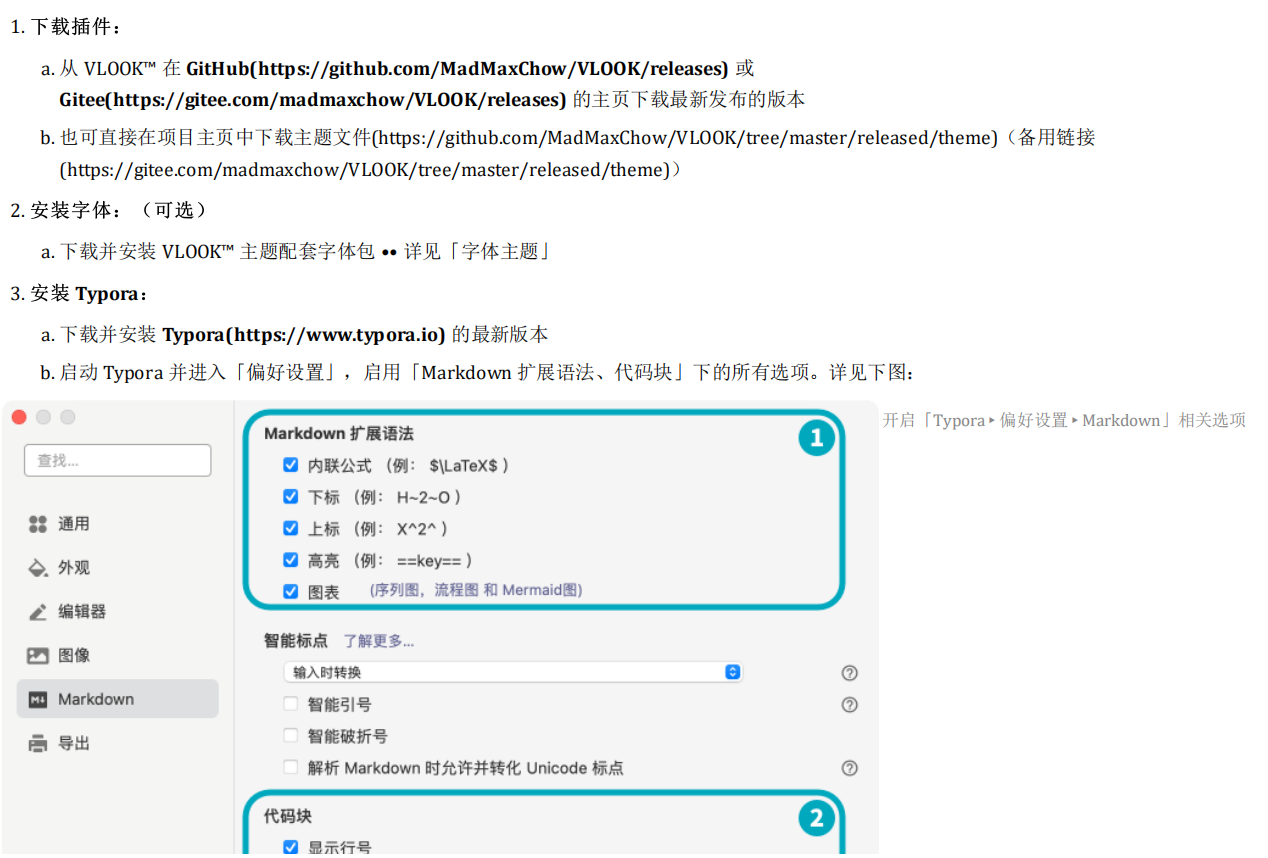 1. 下载插件：
a. 从 VLOOK™ 在 GitHub(https://github.com/MadMaxChow/VLOOK/releases) 或
Gitee(https://gitee.com/madmaxchow/VLOOK/releases) 的主页下载最新发布的版本
b. 也可直接在项目主页中下载主题文件(https://github.com/MadMaxChow/VLOOK/tree/master/released/theme)（备用链接
(https://gitee.com/madmaxchow/VLOOK/tree/master/released/theme)）
2. 安装字体：（可选）
a. 下载并安装 VLOOK™ 主题配套字体包 •• 详见「字体主题」
3. 安装 Typora：
a. 下载并安装 Typora(https://www.typora.io) 的最新版本
b. 启动 Typora 并进入「偏好设置」，启用「Markdown 扩展语法、代码块」下的所有选项。详见下图：
开启「Typora ▸ 偏好设置 ▸ Markdown」相关选项
查找...
通用
外观
编辑器
图像
Markdown
导出
Markdown 扩展语法
1
内联公式 （例： $\LaTeX$ ）
下标 （例： H~2~O ）
上标 （例： X^2^ ）
高亮 （例： ==key== ）
图表 (序列图，流程图 和 Mermaid图)
智能标点 了解更多...
输入时转换
智能引号
智能破折号
解析 Markdown 时允许并转化 Unicode 标点
代码块
2
显示行号